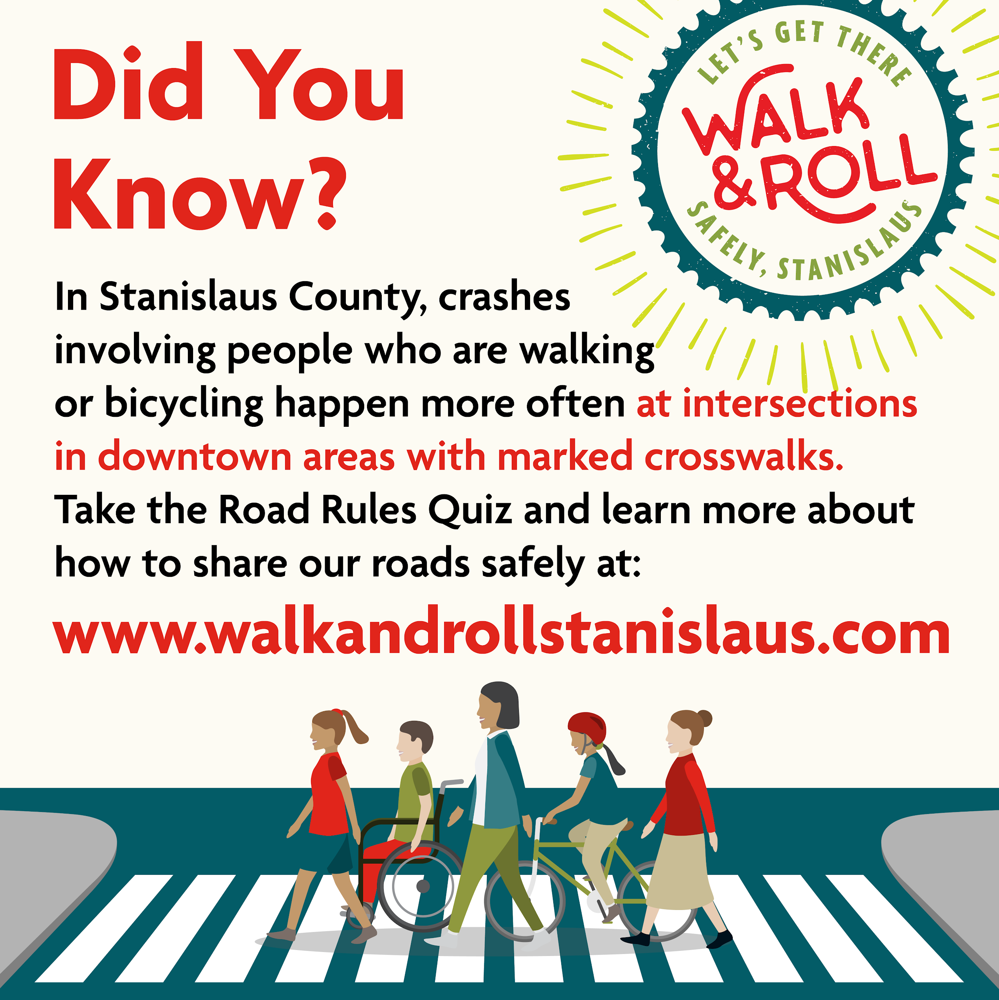 Did You
Know?
LET'S GET THERE
WALK
& ROLL
SAFELY, STANISLAUS
In Stanislaus County, crashes
involving people who are walking
or bicycling happen more often at intersections
in downtown areas with marked crosswalks.
Take the Road Rules Quiz and learn more about
how to share our roads safely at:
www.walkandrollstanislaus.com